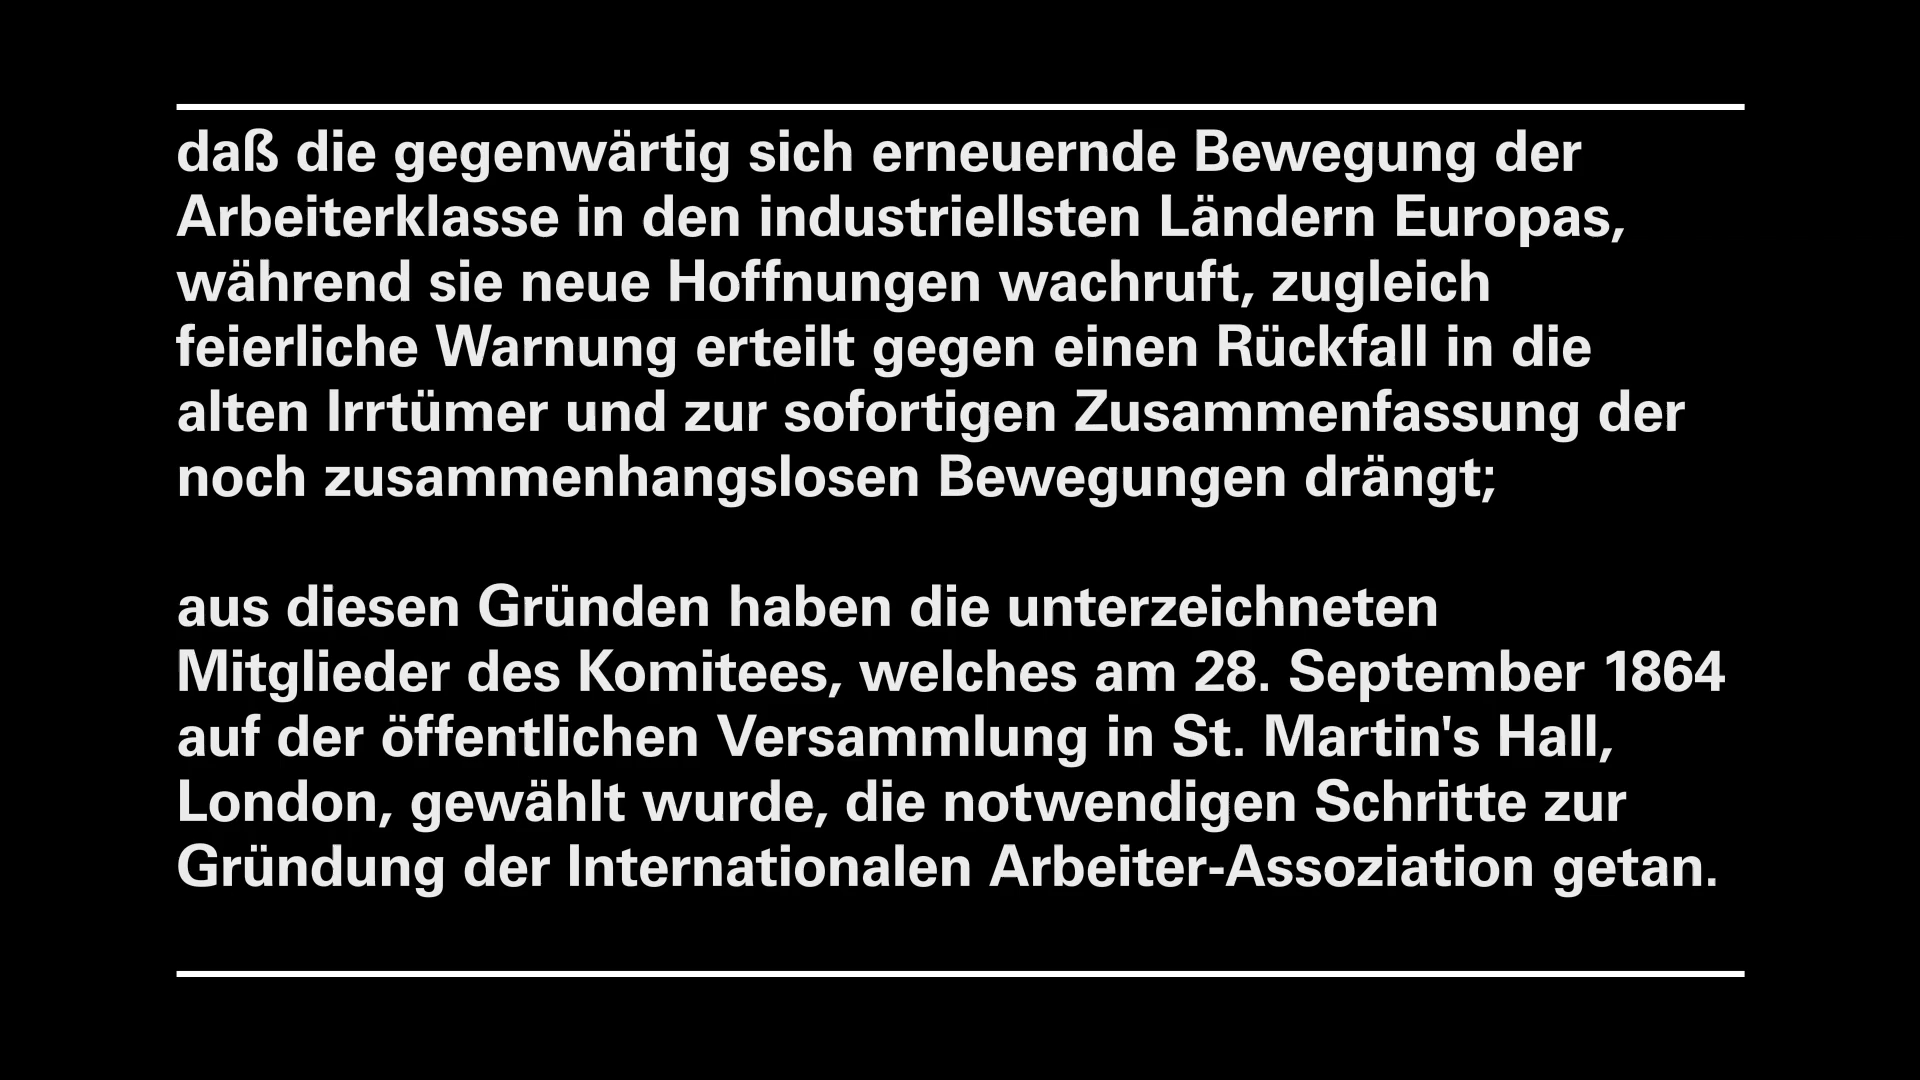 daß die gegenwärtig sich erneuernde Bewegung der
Arbeiterklasse in den industriellsten Ländern Europas,
während sie neue Hoffnungen wachruft, zugleich
feierliche Warnung erteilt gegen einen Rückfall in die
alten Irrtümer und zur sofortigen Zusammenfassung der
noch zusammenhangslosen Bewegungen drängt;
aus diesen Gründen haben die unterzeichneten
Mitglieder des Komitees, welches am 28. September 1864
auf der öffentlichen Versammlung in St. Martin's Hall,
London, gewählt wurde, die notwendigen Schritte zur
Gründung der Internationalen Arbeiter-Assoziation getan.